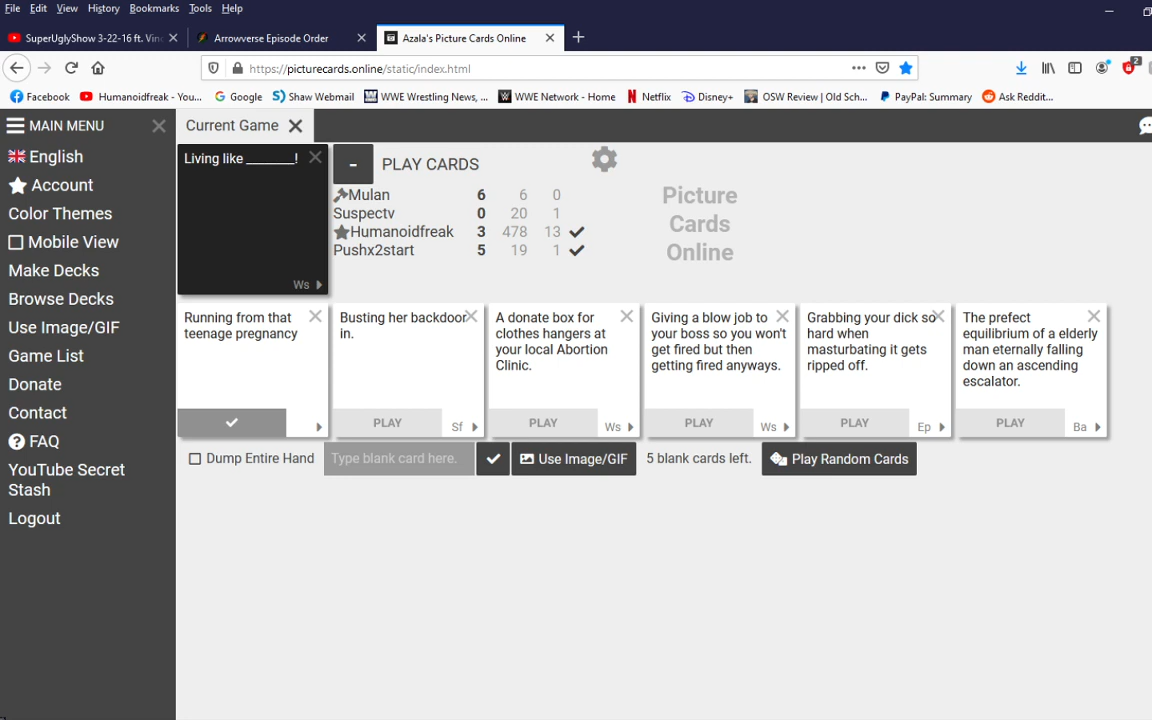 File Edit View History Bookmarks Tools Help
SuperUglyShow 3-22-16 ft. Vinc
Arrowverse Episode Order
Azala's Picture Cards Online
https://picturecards.online/static/index.html
2
Facebook
Humanoidfreak - You...
Google
Shaw Webmail
WWE Wrestling News, ...
WWE Network - Home
Netflix
Disney+
OSW Review | Old Sch...
PayPal: Summary
Ask Reddit...
MAIN MENU
Current Game
English
Account
Color Themes
Mobile View
Make Decks
Browse Decks
Use Image/GIF
Game List
Donate
Contact
FAQ
YouTube Secret
Stash
Logout
Living like _______!
Ws
- PLAY CARDS
Mulan 6 6 0
Suspectv 0 20 1
Humanoidfreak 3 478 13
Pushx2start 5 19 1
Picture
Cards
Online
Running from that
teenage pregnancy
Busting her backdoor
in.
PLAY Sf
A donate box for
clothes hangers at
your local Abortion
Clinic.
PLAY Ws
Giving a blow job to
your boss so you won't
get fired but then
getting fired anyways.
PLAY Ws
Grabbing your dick so
hard when
masturbating it gets
ripped off.
PLAY Ep
The prefect
equilibrium of a elderly
man eternally falling
down an ascending
escalator.
PLAY Ba
Dump Entire Hand
Type blank card here.
Use Image/GIF
5 blank cards left.
Play Random Cards